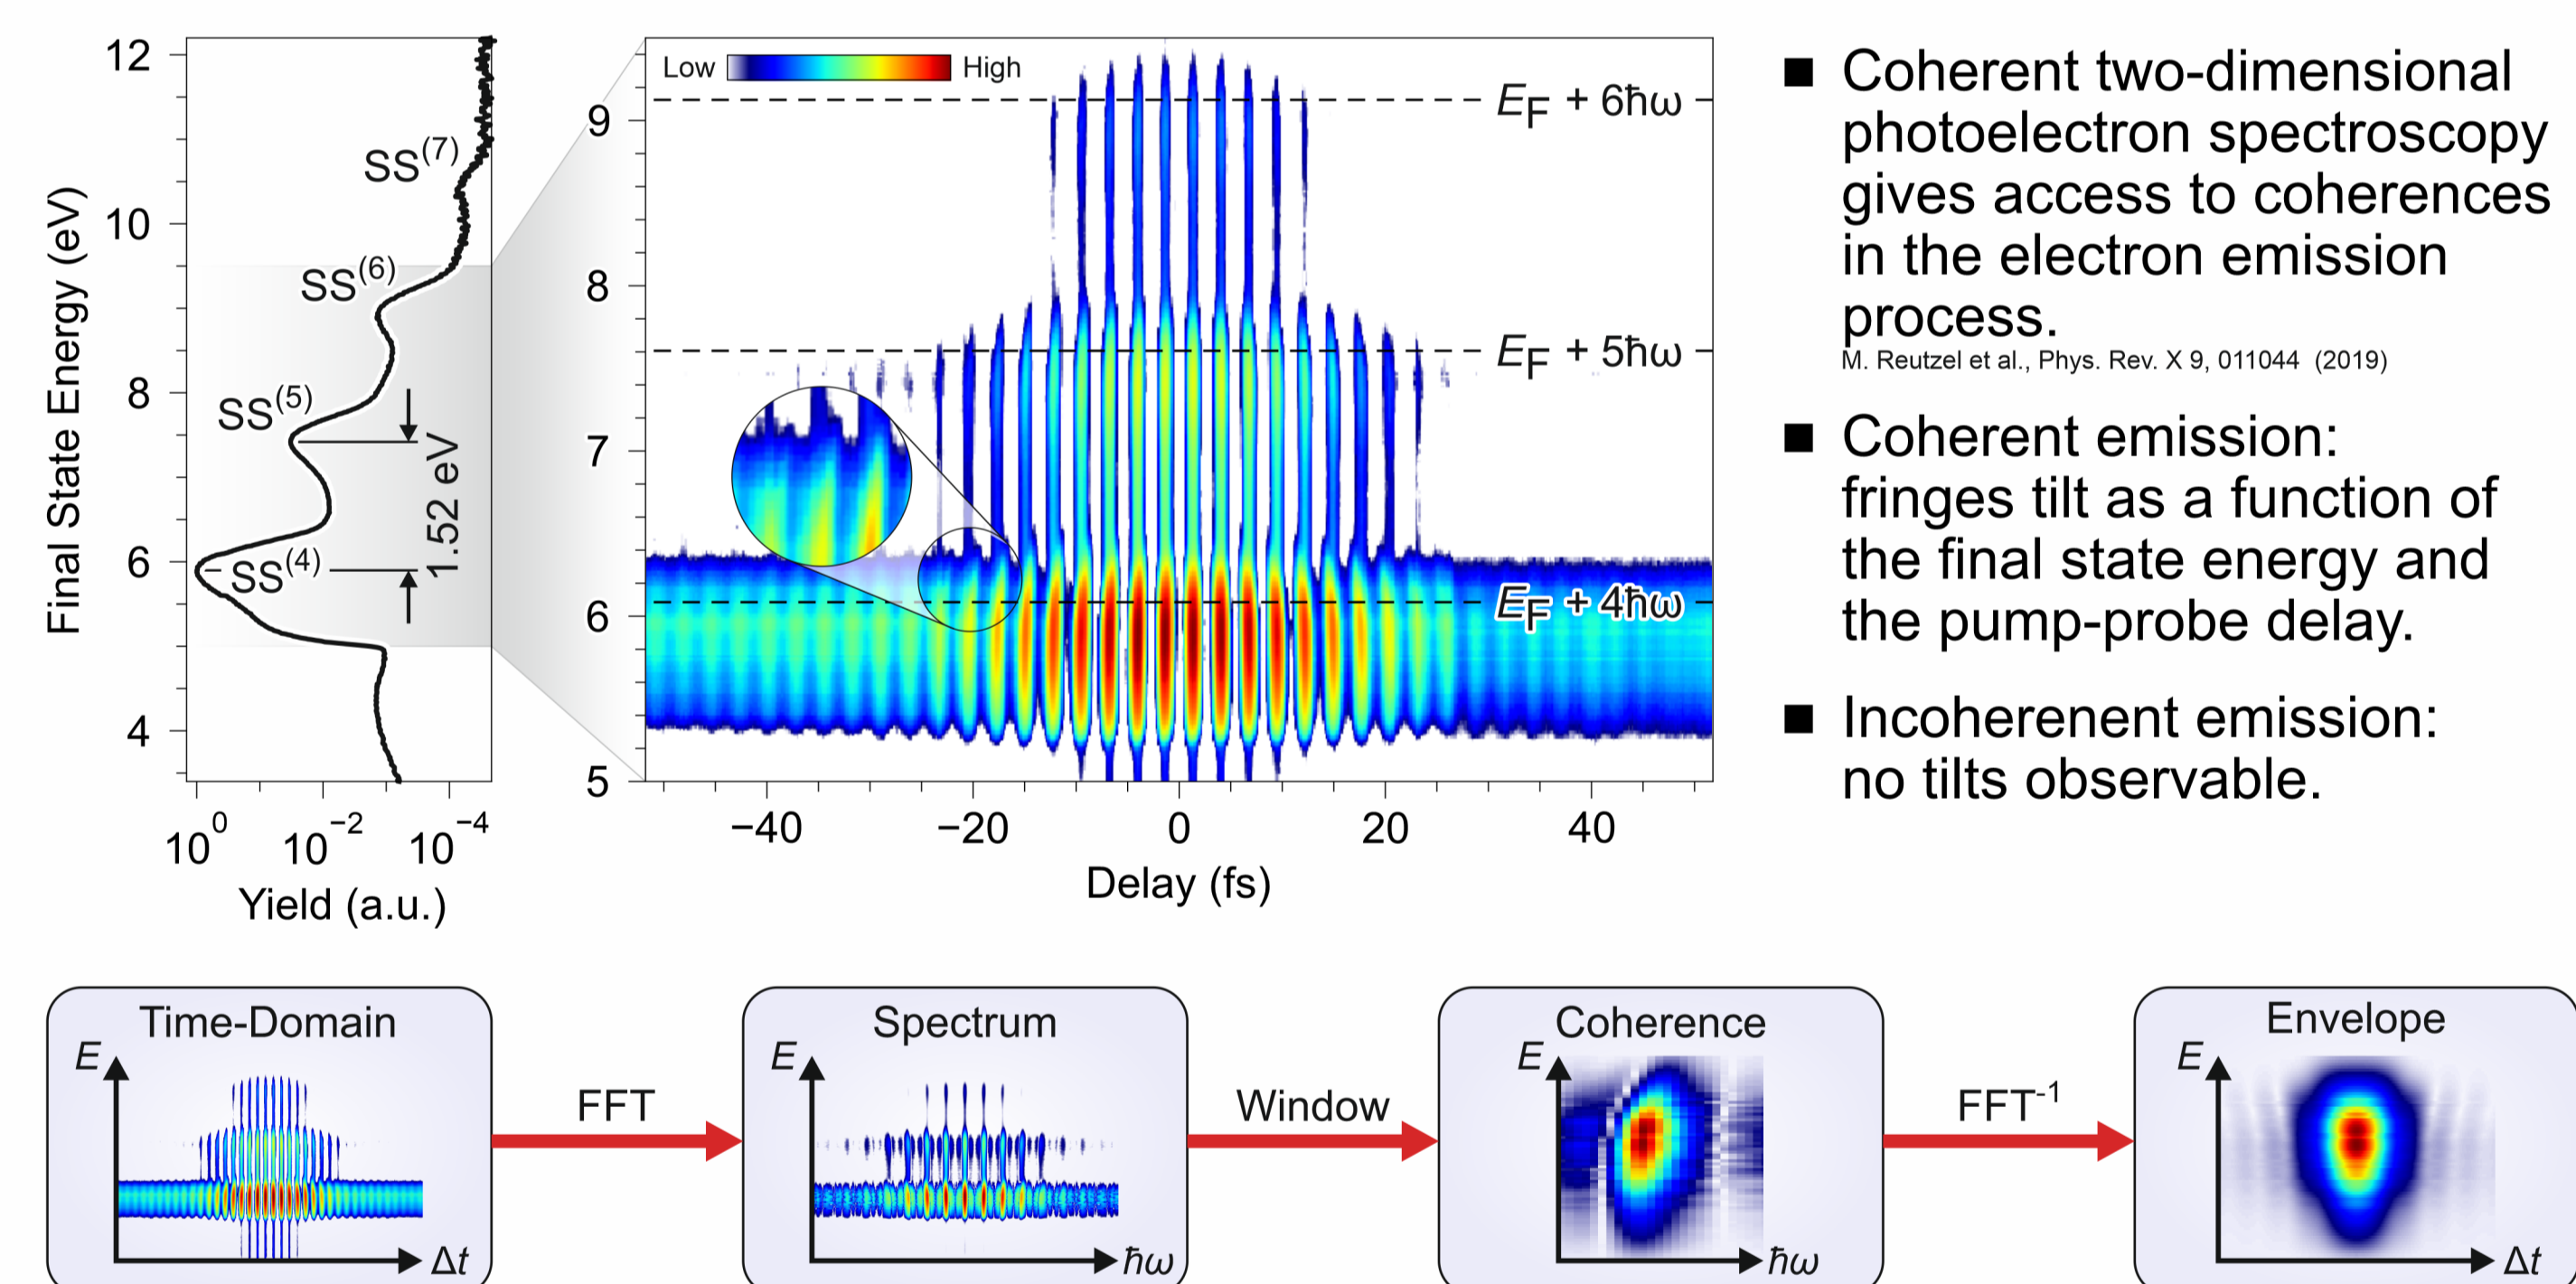 12
10
8
6
4
Final State Energy (eV)
SS(7)
SS(6)
SS(5)
SS(4)
1.52 eV
10⁰ 10⁻² 10⁻⁴
Yield (a.u.)
Low High
9
8
7
6
5
EF + 6ħω
EF + 5ħω
EF + 4ħω
−40 −20 0 20 40
Delay (fs)
■ Coherent two-dimensional
photoelectron spectroscopy
gives access to coherences
in the electron emission
process.
M. Reutzel et al., Phys. Rev. X 9, 011044 (2019)
■ Coherent emission:
fringes tilt as a function of
the final state energy and
the pump-probe delay.
■ Incoherenent emission:
no tilts observable.
Time-Domain
E
Δt
FFT
Spectrum
E
ħω
Window
Coherence
E
ħω
FFT⁻¹
Envelope
E
Δt